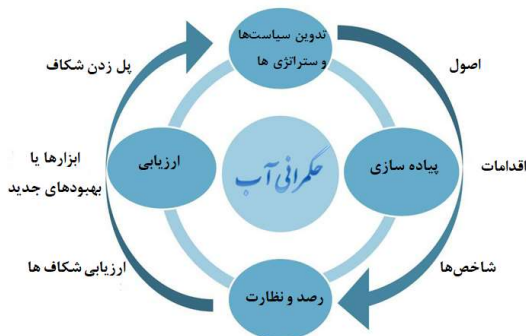 تدوین سیاست‌ها
و ستراتژی ها
پل زدن شکاف
اصول
ارزیابی
حکمرانی آب
پیاده سازی
ابزارها یا
بهبودهای جدید
اقدامات
ارزیابی شکاف ها
شاخص‌ها
رصد و نظارت